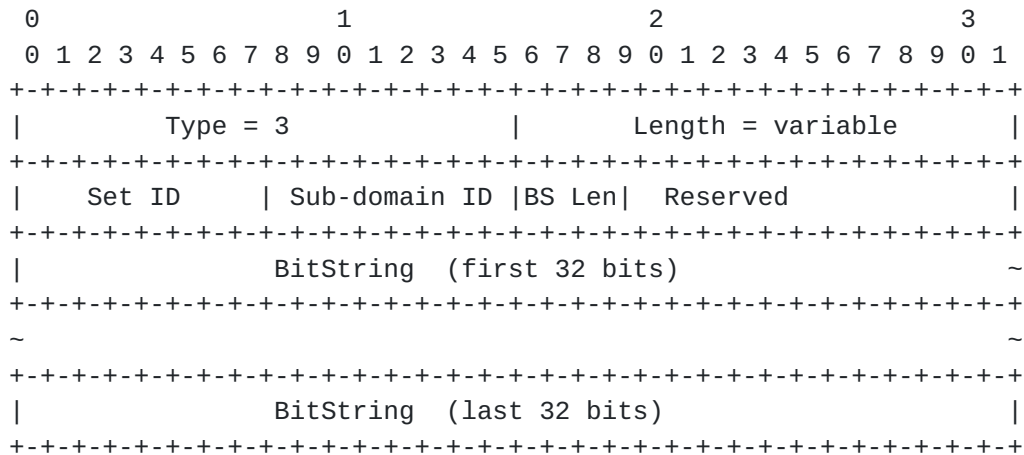 0                   1                   2                   3
 0 1 2 3 4 5 6 7 8 9 0 1 2 3 4 5 6 7 8 9 0 1 2 3 4 5 6 7 8 9 0 1
+-+-+-+-+-+-+-+-+-+-+-+-+-+-+-+-+-+-+-+-+-+-+-+-+-+-+-+-+-+-+-+-+
|         Type = 3              |       Length = variable       |
+-+-+-+-+-+-+-+-+-+-+-+-+-+-+-+-+-+-+-+-+-+-+-+-+-+-+-+-+-+-+-+-+
|    Set ID     | Sub-domain ID |BS Len|  Reserved              |
+-+-+-+-+-+-+-+-+-+-+-+-+-+-+-+-+-+-+-+-+-+-+-+-+-+-+-+-+-+-+-+-+
|                BitString  (first 32 bits)                     ~
+-+-+-+-+-+-+-+-+-+-+-+-+-+-+-+-+-+-+-+-+-+-+-+-+-+-+-+-+-+-+-+-+
~                                                               ~
+-+-+-+-+-+-+-+-+-+-+-+-+-+-+-+-+-+-+-+-+-+-+-+-+-+-+-+-+-+-+-+-+
|                BitString  (last 32 bits)                      |
+-+-+-+-+-+-+-+-+-+-+-+-+-+-+-+-+-+-+-+-+-+-+-+-+-+-+-+-+-+-+-+-+